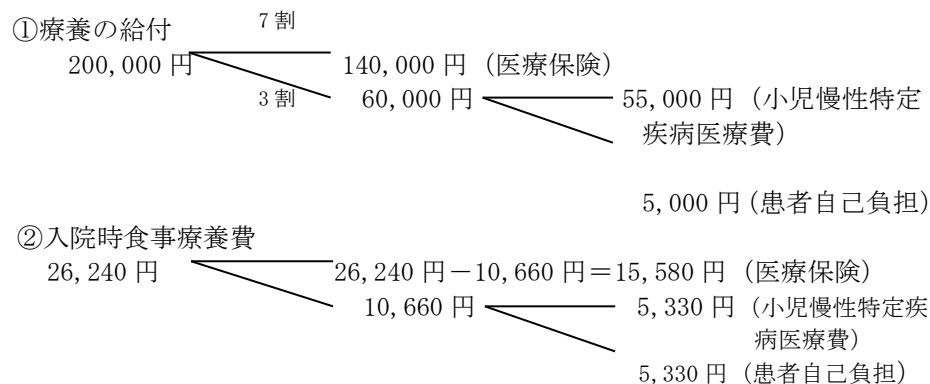 ①療養の給付
7割
200,000円 140,000円(医療保険)
3割 60,000円 55,000円(小児慢性特定
疾病医療費)
5,000円(患者自己負担)
②入院時食事療養費
26,240円 26,240円-10,660円=15,580円(医療保険)
10,660円 5,330円(小児慢性特定疾
病医療費)
5,330円(患者自己負担)